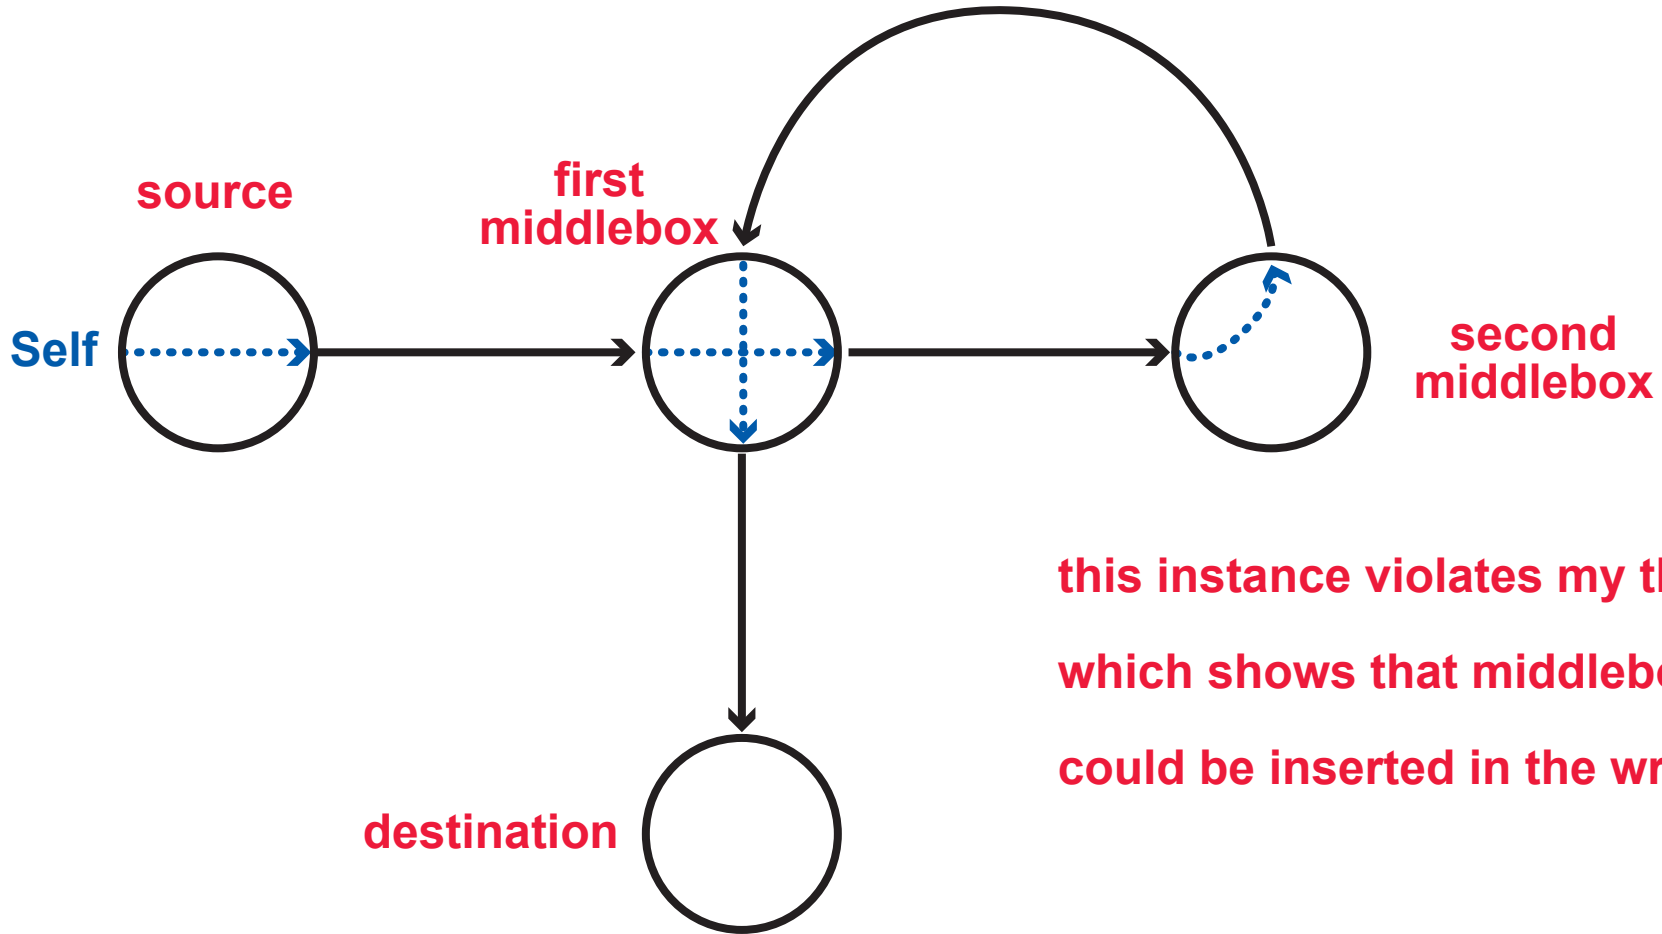 source
first
middlebox
Self
second
middlebox
this instance violates my
which shows that
could be inserted in the
destination